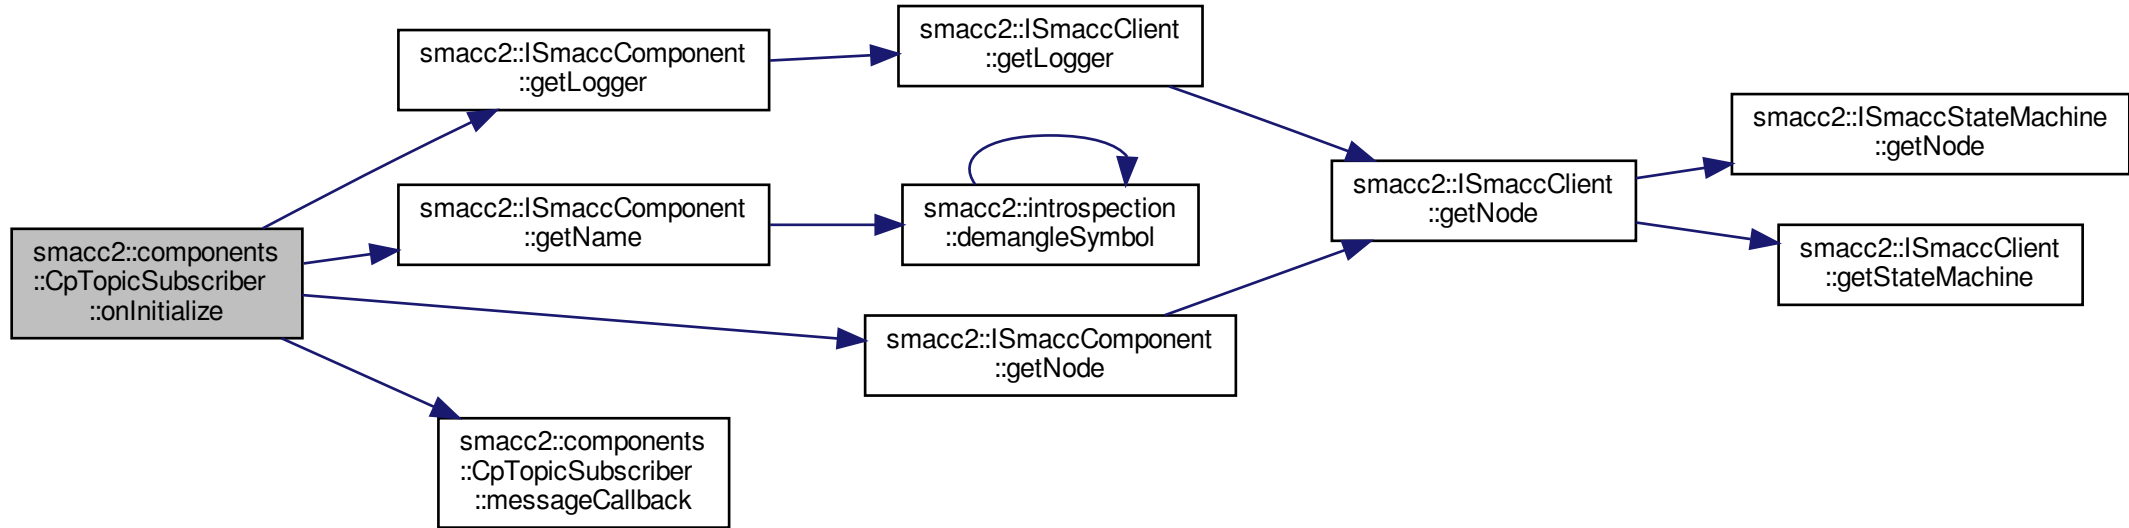 smacc2::components
::CpTopicSubscriber
::onInitialize
smacc2::ISmaccComponent
::getLogger
smacc2::ISmaccClient
::getLogger
smacc2::ISmaccComponent
::getName
smacc2::introspection
::demangleSymbol
smacc2::ISmaccComponent
::getNode
smacc2::components
::CpTopicSubscriber
::messageCallback
smacc2::ISmaccClient
::getNode
smacc2::ISmaccStateMachine
::getNode
smacc2::ISmaccClient
::getStateMachine